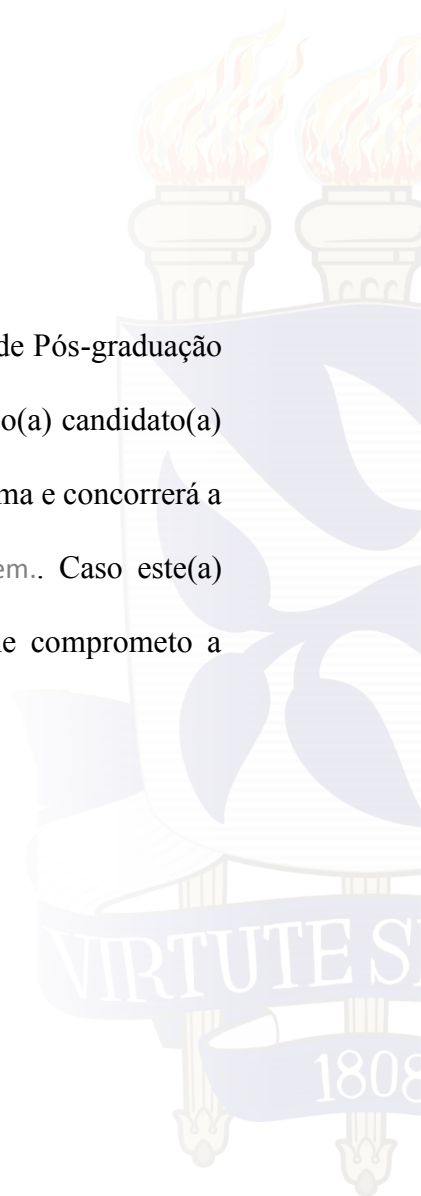 de Pós-graduação
o(a) candidato(a)
ma e concorrerá a
em.. Caso este(a)
e comprometo a
VIRTUTE S
1808